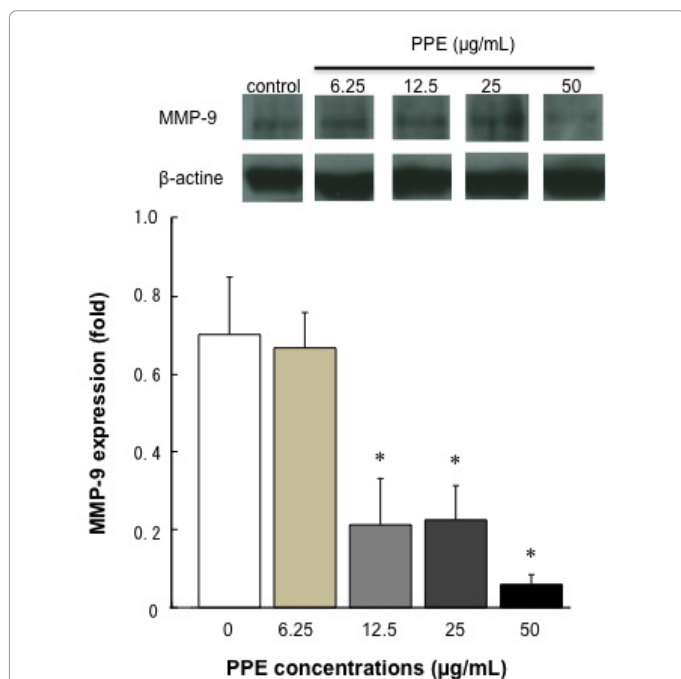 PPE (µg/mL)
control 6.25 12.5 25 50
MMP-9
β-actine
1.0
0.8
0.6
0.4
0.2
0
MMP-9 expression (fold)
* * *
0 6.25 12.5 25 50
PPE concentrations (µg/mL)